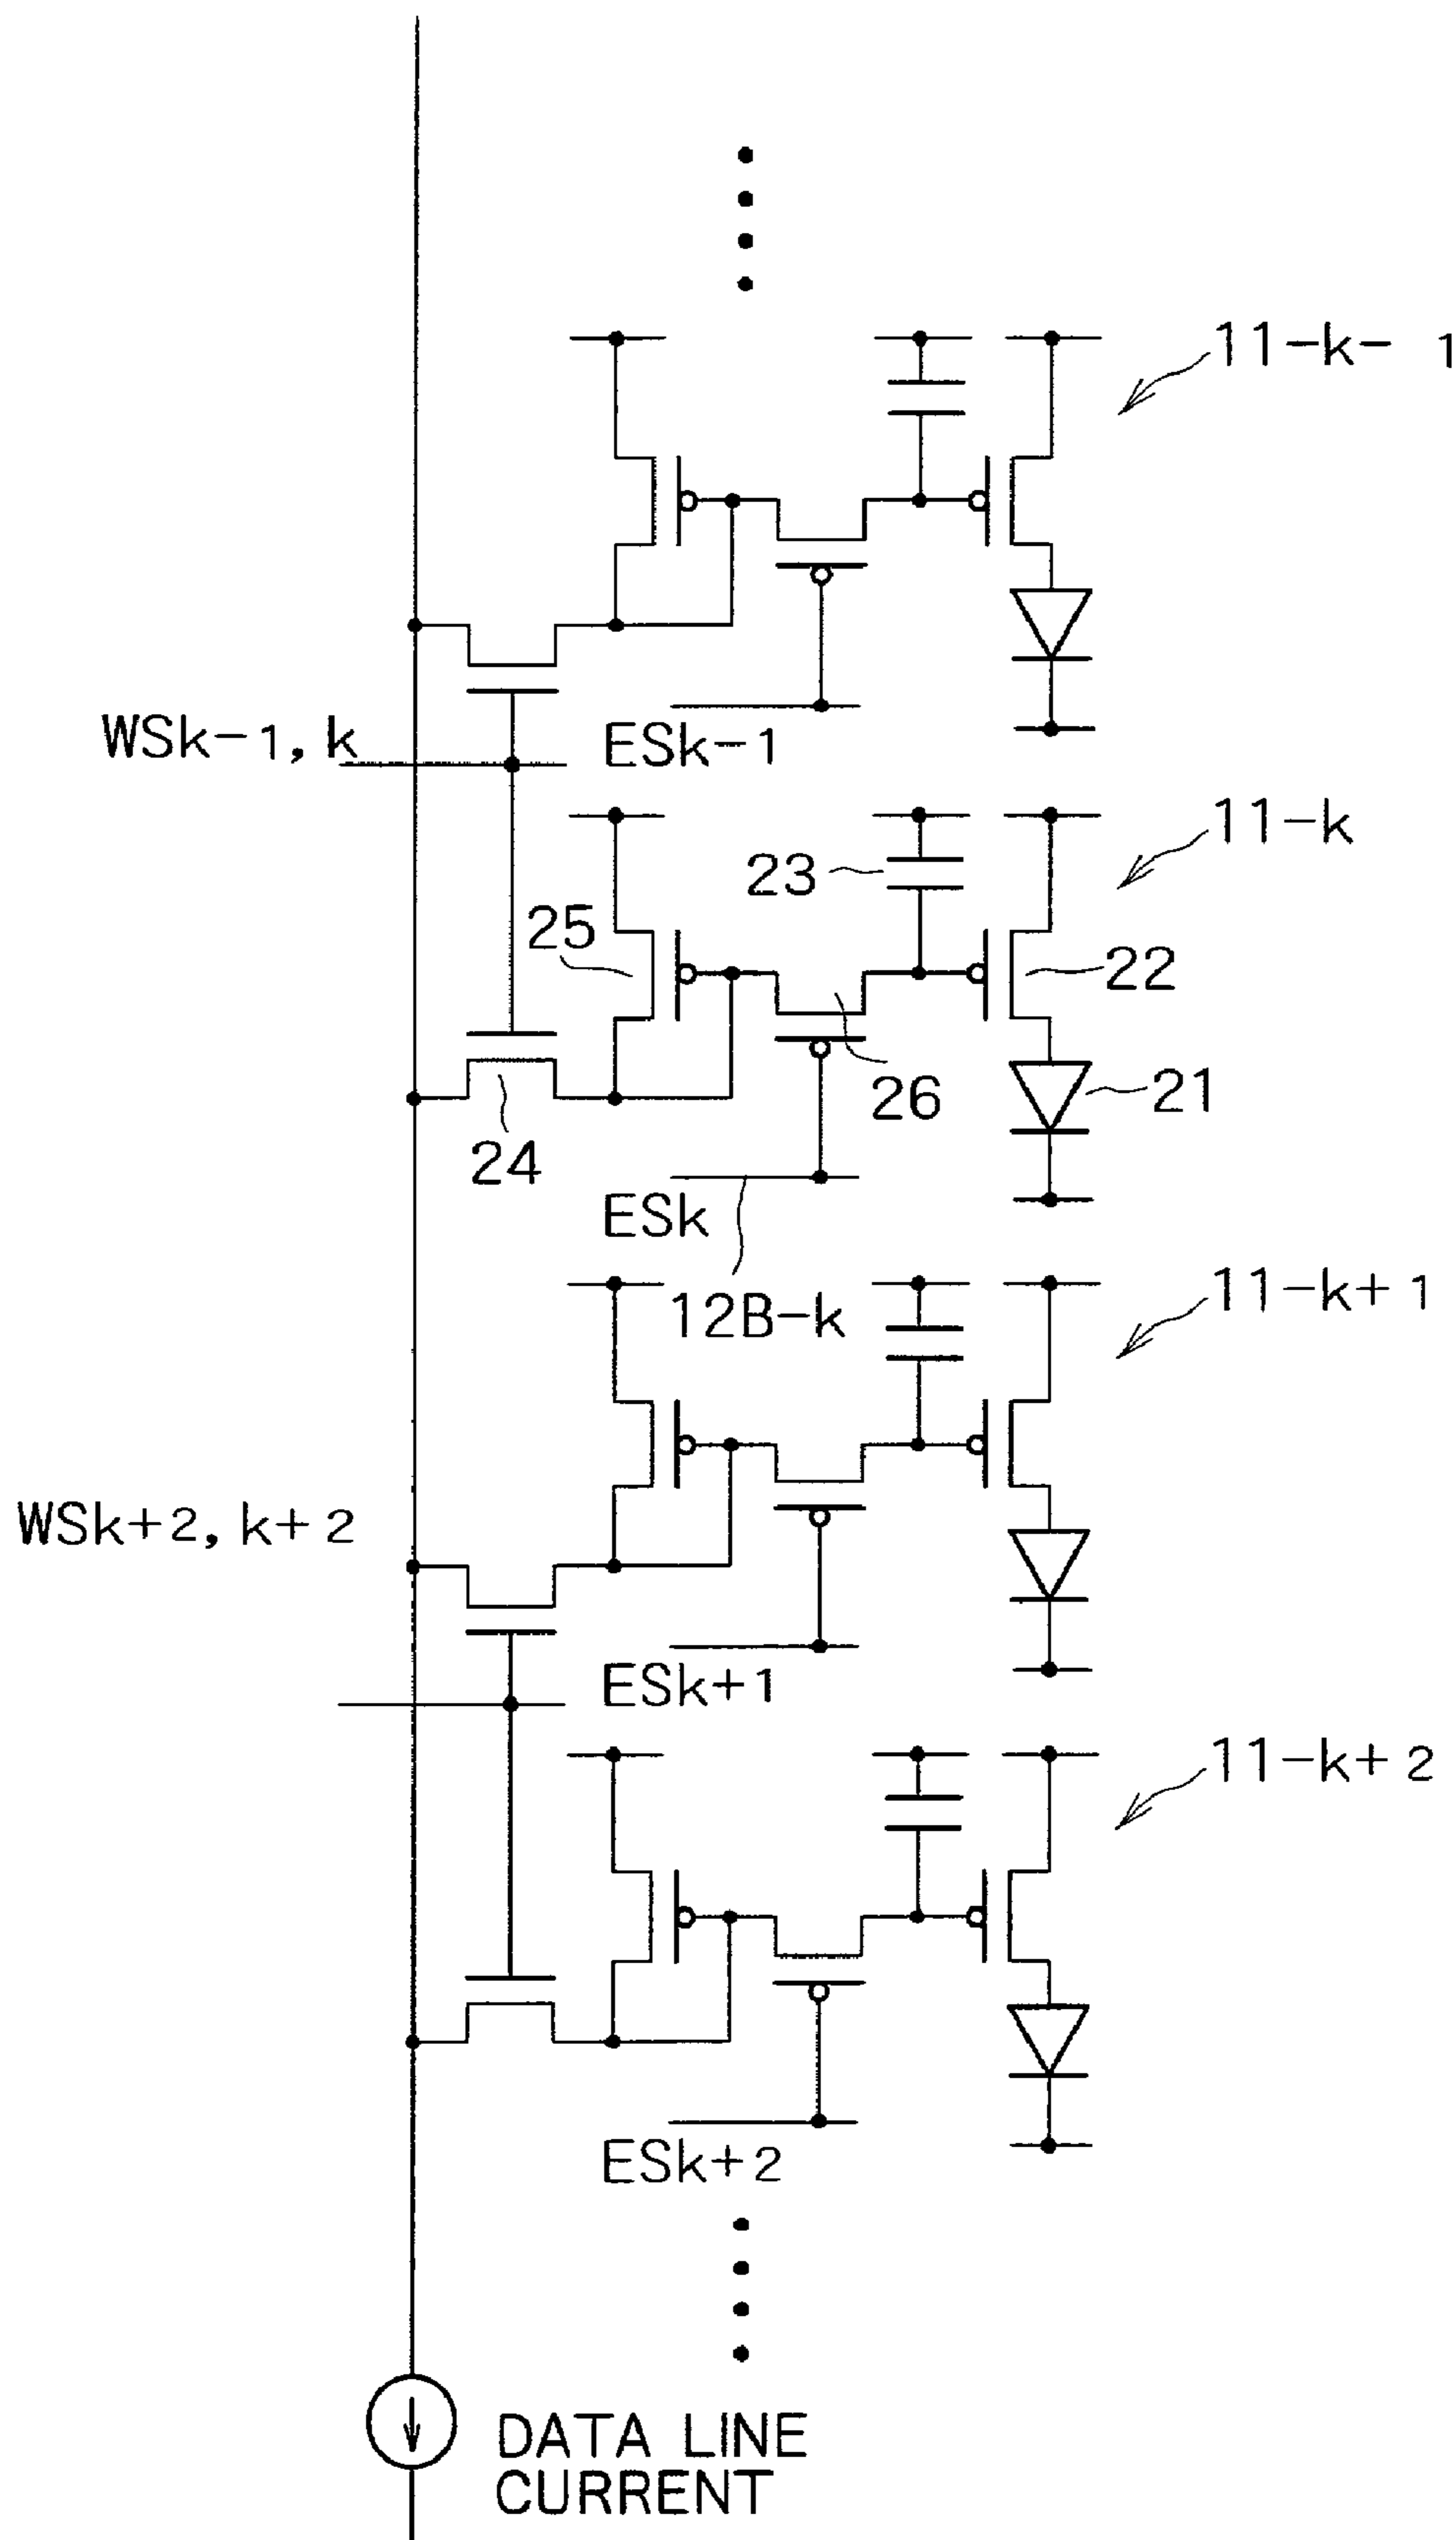 11-k- 1
WSk-1, k
ESk-1
11-k
23
25
22
26
21
24
ESk
12B-k
11-k+1
WSk+2, k+2
ESk+1
11-k+2
ESk+2
DATA LINE
CURRENT